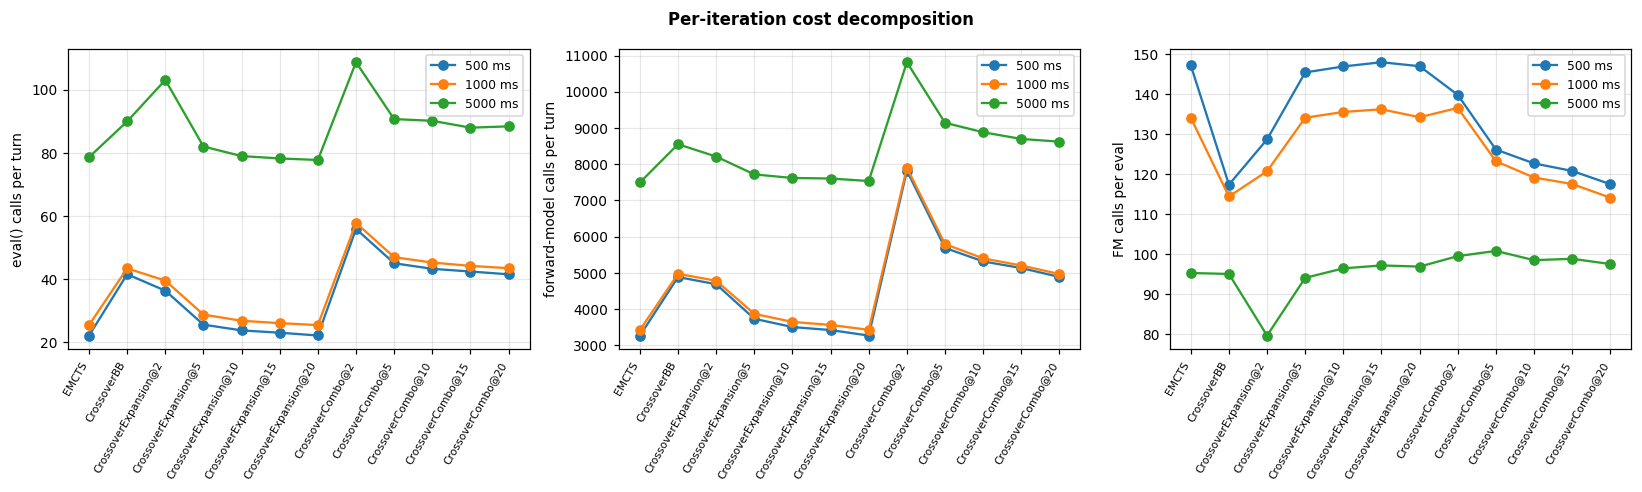 Per-iteration cost decomposition
eval() calls per turn
100
80
60
40
20
500 ms
1000 ms
5000 ms
EMCTS
CrossoverBB
CrossoverExpansion@2
CrossoverExpansion@5
CrossoverExpansion@10
CrossoverExpansion@15
CrossoverExpansion@20
CrossoverCombo@2
CrossoverCombo@5
CrossoverCombo@10
CrossoverCombo@15
CrossoverCombo@20
forward-model calls per turn
11000
10000
9000
8000
7000
6000
5000
4000
3000
500 ms
1000 ms
5000 ms
EMCTS
CrossoverBB
CrossoverExpansion@2
CrossoverExpansion@5
CrossoverExpansion@10
CrossoverExpansion@15
CrossoverExpansion@20
CrossoverCombo@2
CrossoverCombo@5
CrossoverCombo@10
CrossoverCombo@15
CrossoverCombo@20
FM calls per eval
150
140
130
120
110
100
90
80
500 ms
1000 ms
5000 ms
EMCTS
CrossoverBB
CrossoverExpansion@2
CrossoverExpansion@5
CrossoverExpansion@10
CrossoverExpansion@15
CrossoverExpansion@20
CrossoverCombo@2
CrossoverCombo@5
CrossoverCombo@10
CrossoverCombo@15
CrossoverCombo@20